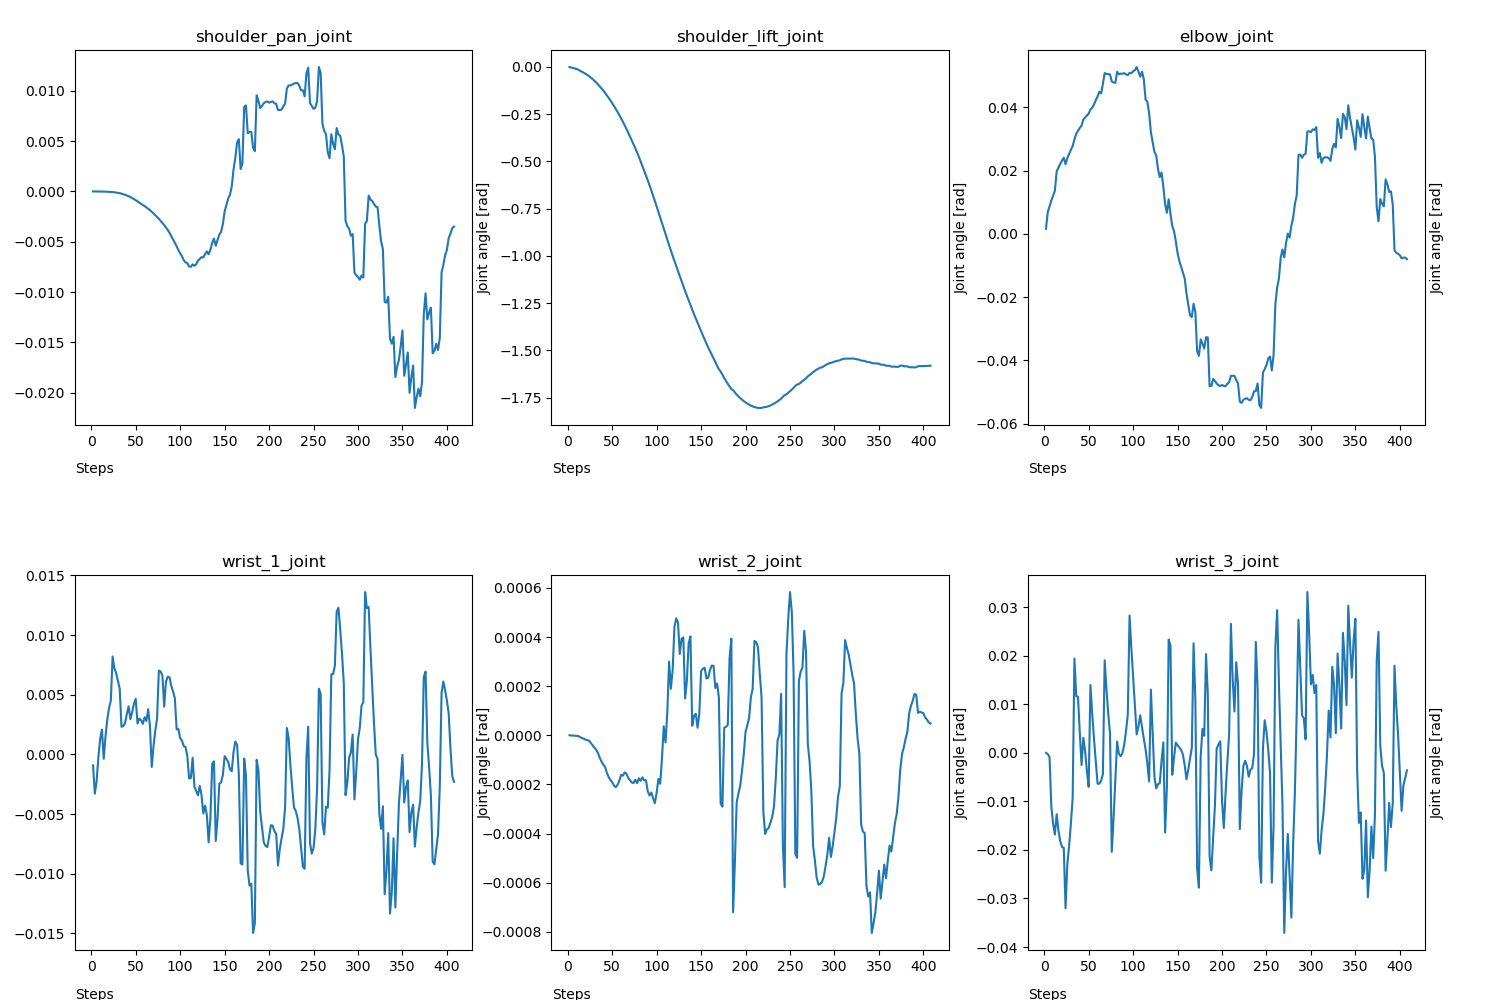 shoulder_pan_joint
0.010
0.005
0.000
−0.005
−0.010
−0.015
−0.020
0 50 100 150 200 250 300 350 400
Steps
Joint angle [rad]
shoulder_lift_joint
0.00
−0.25
−0.50
−0.75
−1.00
−1.25
−1.50
−1.75
0 50 100 150 200 250 300 350 400
Steps
Joint angle [rad]
elbow_joint
0.04
0.02
0.00
−0.02
−0.04
−0.06
0 50 100 150 200 250 300 350 400
Steps
Joint angle [rad]
wrist_1_joint
0.015
0.010
0.005
0.000
−0.005
−0.010
−0.015
0 50 100 150 200 250 300 350 400
Steps
Joint angle [rad]
wrist_2_joint
0.0006
0.0004
0.0002
0.0000
−0.0002
−0.0004
−0.0006
−0.0008
0 50 100 150 200 250 300 350 400
Steps
Joint angle [rad]
wrist_3_joint
0.03
0.02
0.01
0.00
−0.01
−0.02
−0.03
−0.04
0 50 100 150 200 250 300 350 400
Steps
Joint angle [rad]